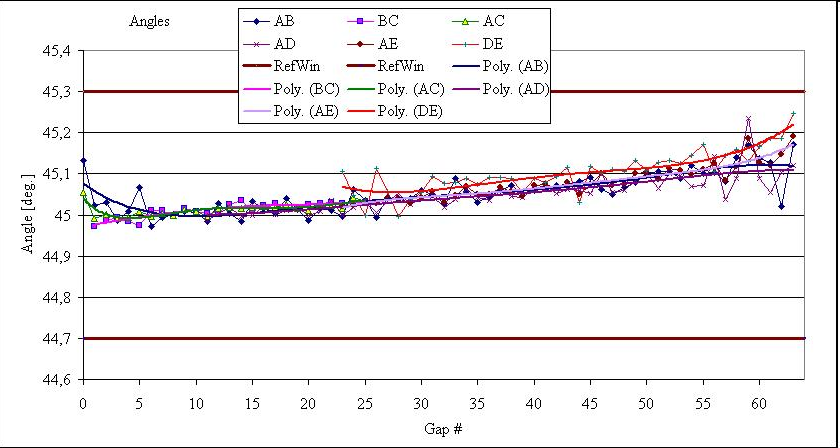 Angles
AB BC AC
AD AE DE
RefWin RefWin Poly. (AB)
Poly. (BC) Poly. (AC) Poly. (AD)
Poly. (AE) Poly. (DE)
45,4
45,3
45,2
45,1
45
44,9
44,8
44,7
44,6
Angle [deg.]
0 5 10 15 20 25 30 35 40 45 50 55 60
Gap #